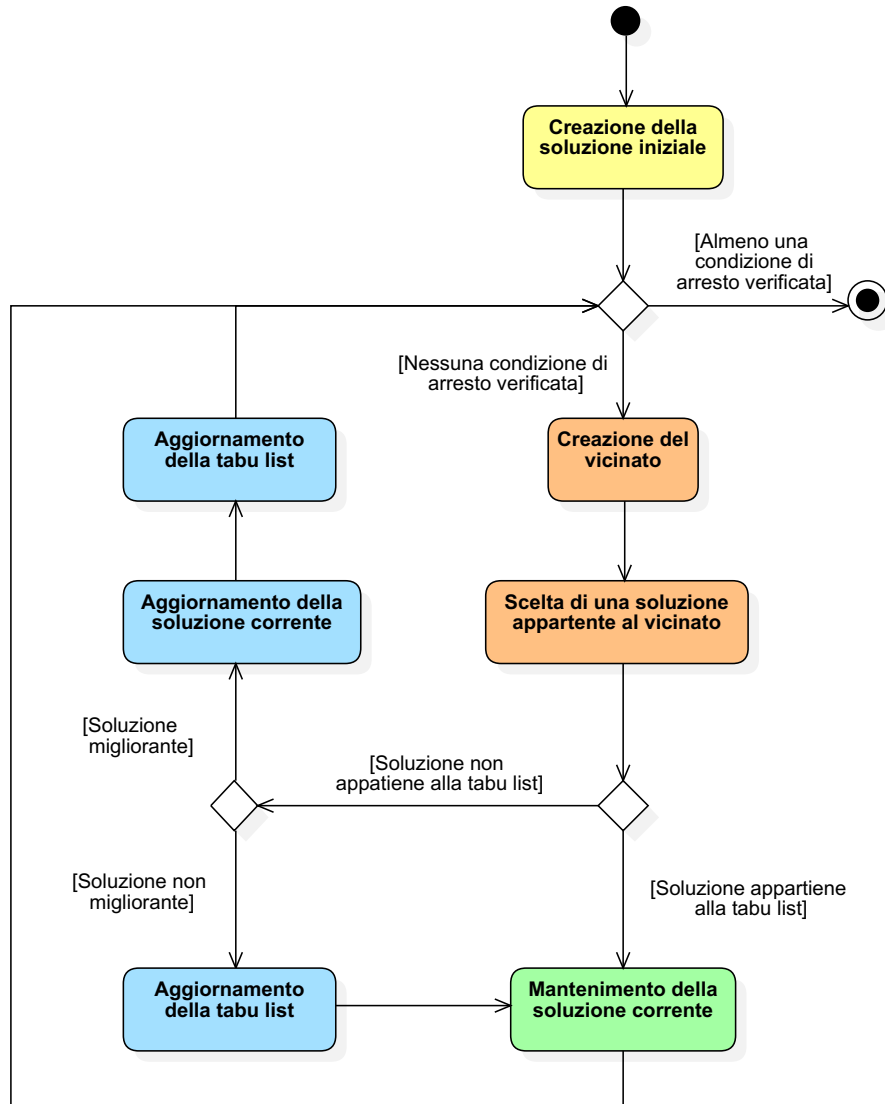 Creazione della
soluzione iniziale
[Almeno una
condizione di
arresto verificata]
[Nessuna condizione di
arresto verificata]
Aggiornamento
della tabu list
Creazione del
vicinato
Aggiornamento della
soluzione corrente
Scelta di una soluzione
appartente al vicinato
[Soluzione
migliorante]
[Soluzione non
appatiene alla tabu list]
[Soluzione non
migliorante]
[Soluzione appartiene
alla tabu list]
Aggiornamento
della tabu list
Mantenimento della
soluzione corrente